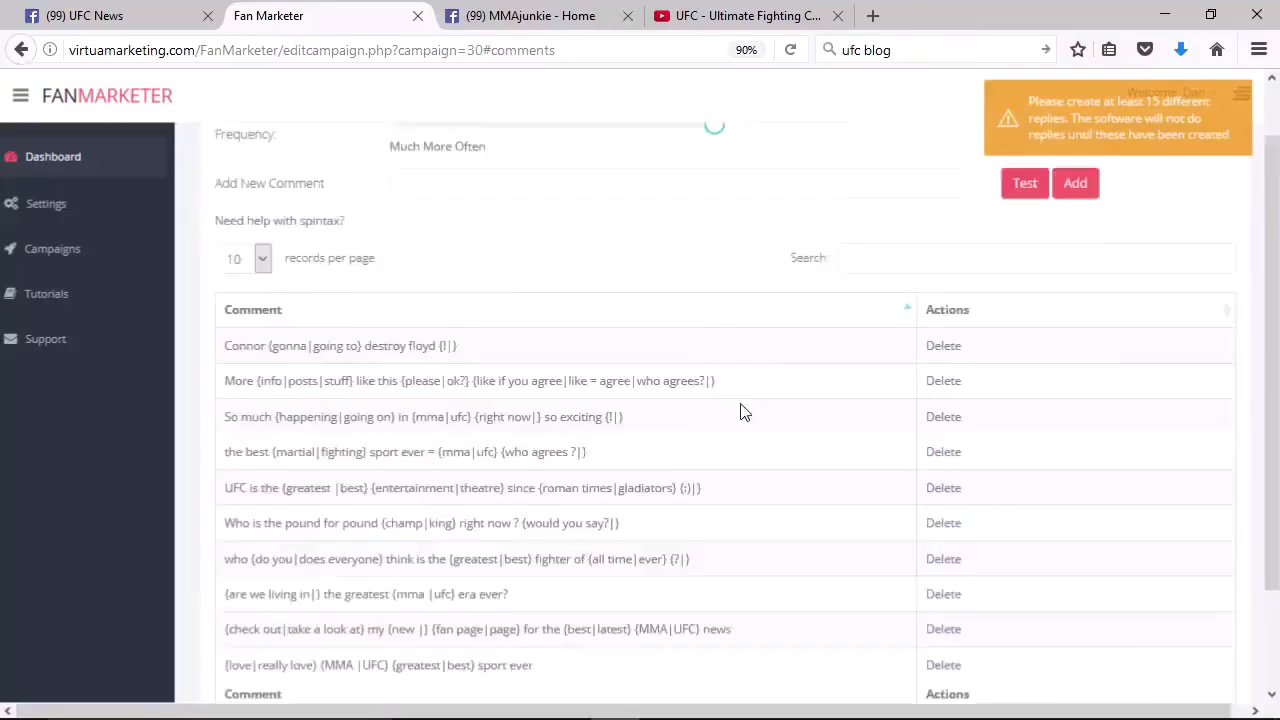 (99) UFC News
Fan Marketer
(99) MMAJunkie - Home
UFC - Ultimate Fighting C...
virtuamarketing.com/FanMarketer/editcampaign.php?campaign=30#comments
90%
ufc blog
FANMARKETER
Welcome, Dan
Please create at least 15 different
replies. The software will not do
replies until these have been created
Dashboard
Settings
Campaigns
Tutorials
Support
Frequency:
Much More Often
Add New Comment
Test
Add
Need help with spintax?
10
records per page
Search:
Comment
Actions
Connor {gonna|going to} destroy floyd {!|}
Delete
More {info|posts|stuff} like this {please|ok?} {like if you agree|like = agree|who agrees?|}
Delete
So much {happening|going on} in {mma|ufc} {right now|} so exciting {!|}
Delete
the best {martial|fighting} sport ever = {mma|ufc} {who agrees ?|}
Delete
UFC is the {greatest |best} {entertainment|theatre} since {roman times|gladiators} {:)|}
Delete
Who is the pound for pound {champ|king} right now ? {would you say?|}
Delete
who {do you|does everyone} think is the {greatest|best} fighter of {all time|ever} {?|}
Delete
{are we living in|} the greatest {mma |ufc} era ever?
Delete
{check out|take a look at} my {new |} {fan page|page} for the {best|latest} {MMA|UFC} news
Delete
{love|really love} {MMA |UFC} {greatest|best} sport ever
Delete
Comment
Actions